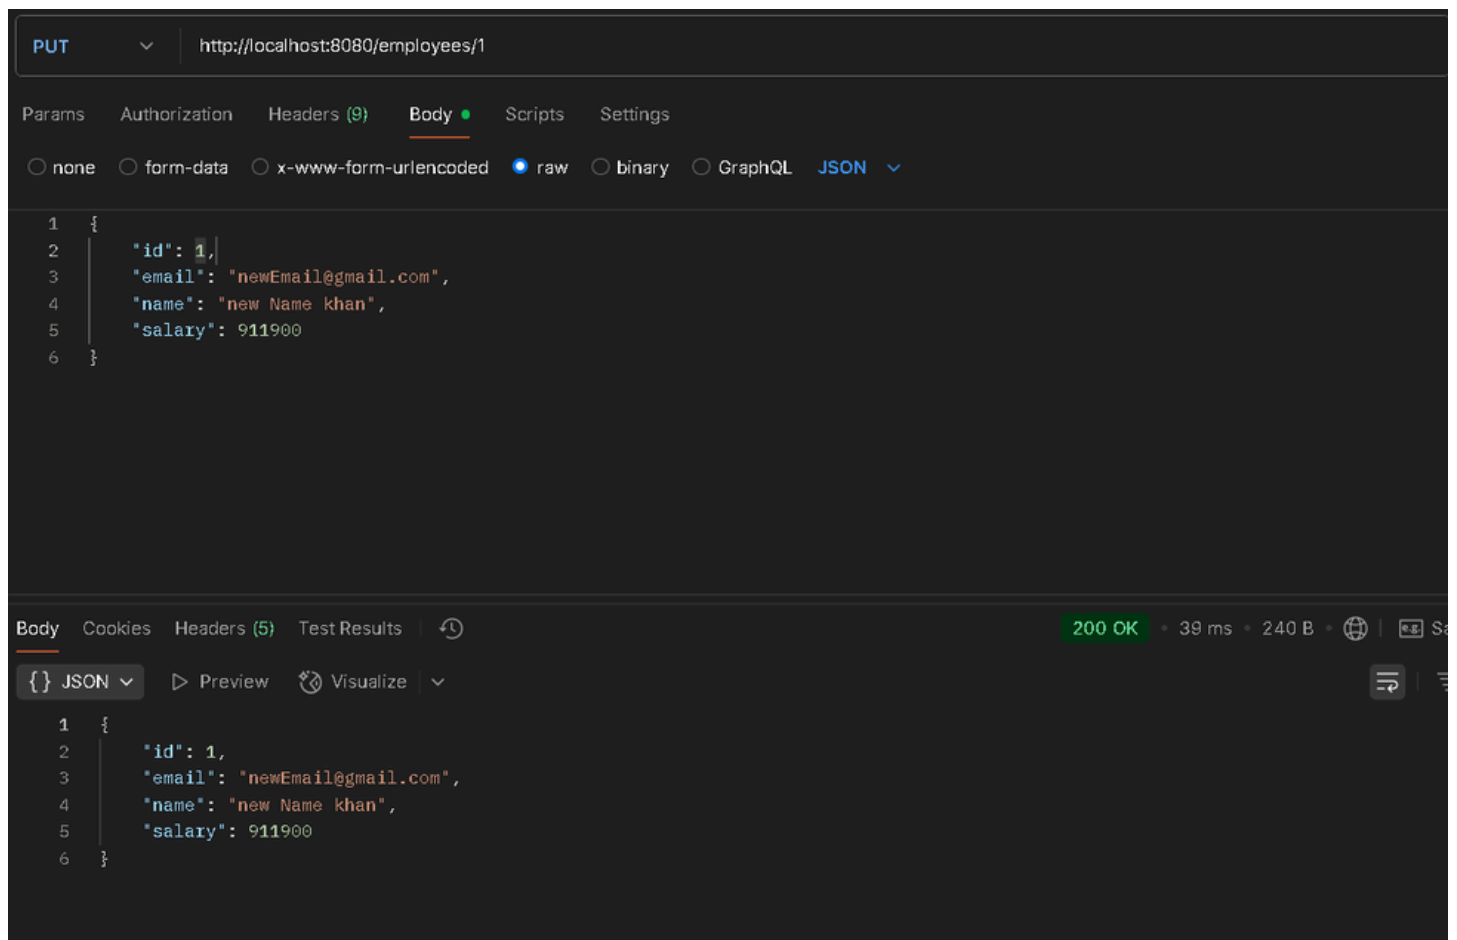 PUT http://localhost:8080/employees/1
Params Authorization Headers (9) Body Scripts Settings
none form-data x-www-form-urlencoded raw binary GraphQL JSON
1 {
2 "id": 1,
3 "email": "newEmail@gmail.com",
4 "name": "new Name khan",
5 "salary": 911900
6 }
Body Cookies Headers (5) Test Results 200 OK • 39 ms • 240 B • e.g. Sa
{} JSON Preview Visualize
1 {
2 "id": 1,
3 "email": "newEmail@gmail.com",
4 "name": "new Name khan",
5 "salary": 911900
6 }